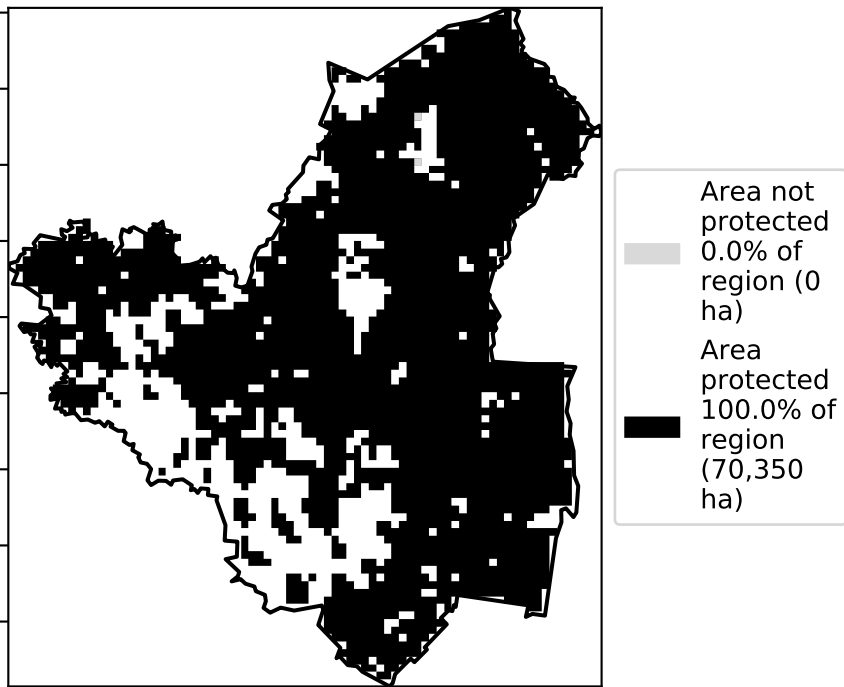 Area not
protected
0.0% of
region (0
ha)
Area
protected
100.0% of
region
(70,350
ha)